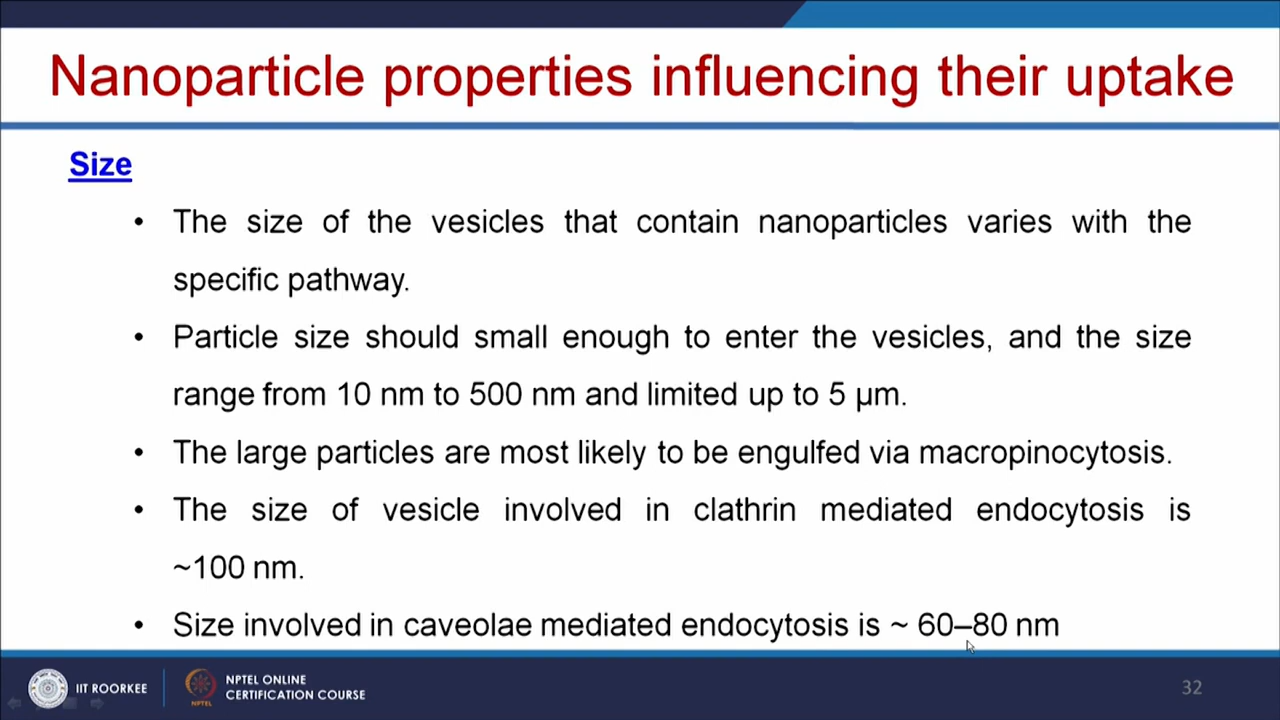 Nanoparticle properties influencing their uptake
Size
• The size of the vesicles that contain nanoparticles varies with the
specific pathway.
• Particle size should small enough to enter the vesicles, and the size
range from 10 nm to 500 nm and limited up to 5 µm.
• The large particles are most likely to be engulfed via macropinocytosis.
• The size of vesicle involved in clathrin mediated endocytosis is
~100 nm.
• Size involved in caveolae mediated endocytosis is ~ 60–80 nm
IIT ROORKEE
NPTEL
NPTEL ONLINE
CERTIFICATION COURSE
32